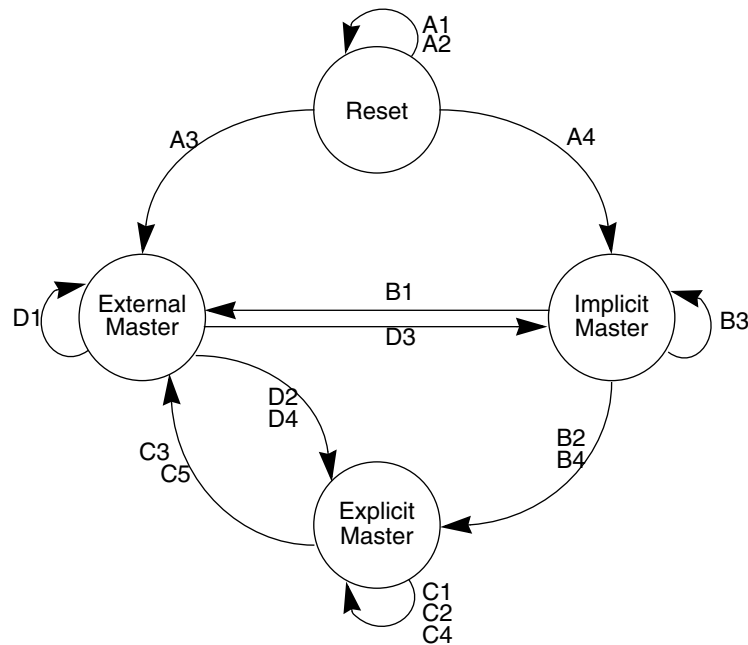 A1
A2
Reset
A3
A4
External
Master
Implicit
Master
B1
D1
B3
D3
D2
D4
B2
B4
C3
C5
Explicit
Master
C1
C2
C4